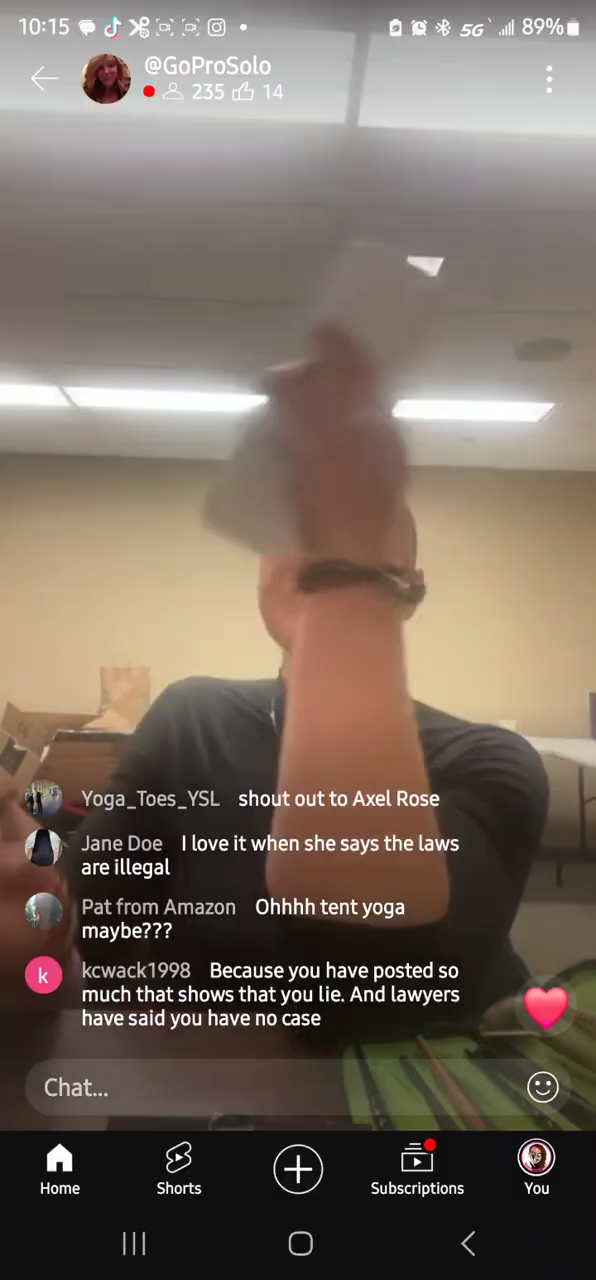 10:15 5G 89%
@GoProSolo
235 14
Yoga_Toes_YSL shout out to Axel Rose
Jane Doe I love it when she says the laws
are illegal
Pat from Amazon Ohhhh tent yoga
maybe???
k kcwack1998 Because you have posted so
much that shows that you lie. And lawyers
have said you have no case
Chat...
Home Shorts Subscriptions You